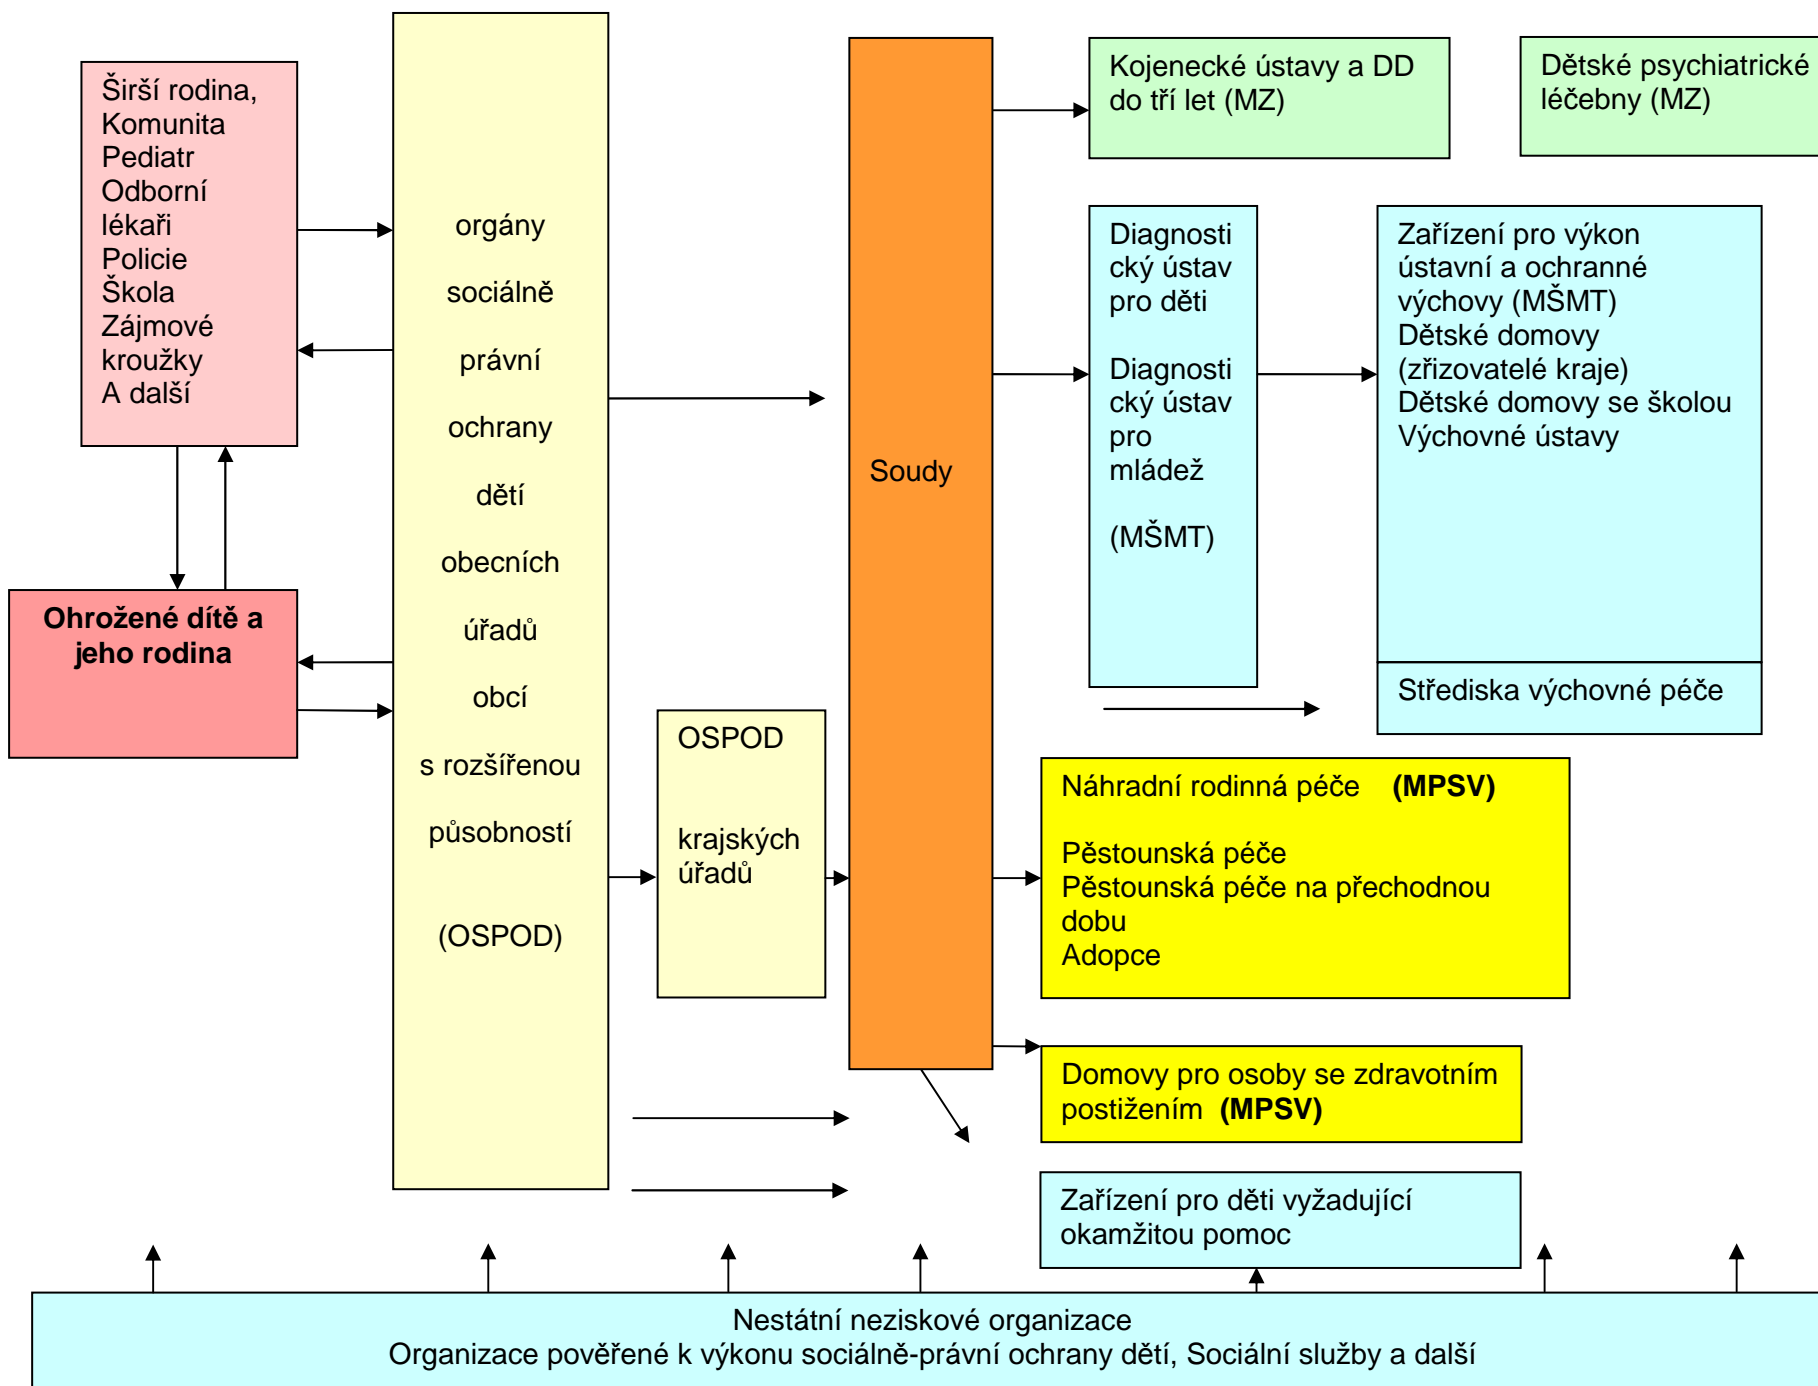 Širší rodina,
Komunita
Pediatr
Odborní
lékaři
Policie
Škola
Zájmové
kroužky
A další
Ohrožené dítě a
jeho rodina
orgány
sociálně
právní
ochrany
dětí
obecních
úřadů
obcí
s rozšířenou
působností
(OSPOD)
OSPOD
krajských
úřadů
Soudy
Kojenecké ústavy a DD
do tří let (MZ)
Dětské psychiatrické
léčebny (MZ)
Diagnosti
cký ústav
pro děti
Diagnosti
cký ústav
pro
mládež
(MŠMT)
Zařízení pro výkon
ústavní a ochranné
výchovy (MŠMT)
Dětské domovy
(zřizovatelé kraje)
Dětské domovy se školou
Výchovné ústavy
Střediska výchovné péče
Náhradní rodinná péče (MPSV)
Pěstounská péče
Pěstounská péče na přechodnou
dobu
Adopce
Domovy pro osoby se zdravotním
postižením (MPSV)
Zařízení pro děti vyžadující
okamžitou pomoc
Nestátní neziskové organizace
Organizace pověřené k výkonu sociálně-právní ochrany dětí, Sociální služby a další